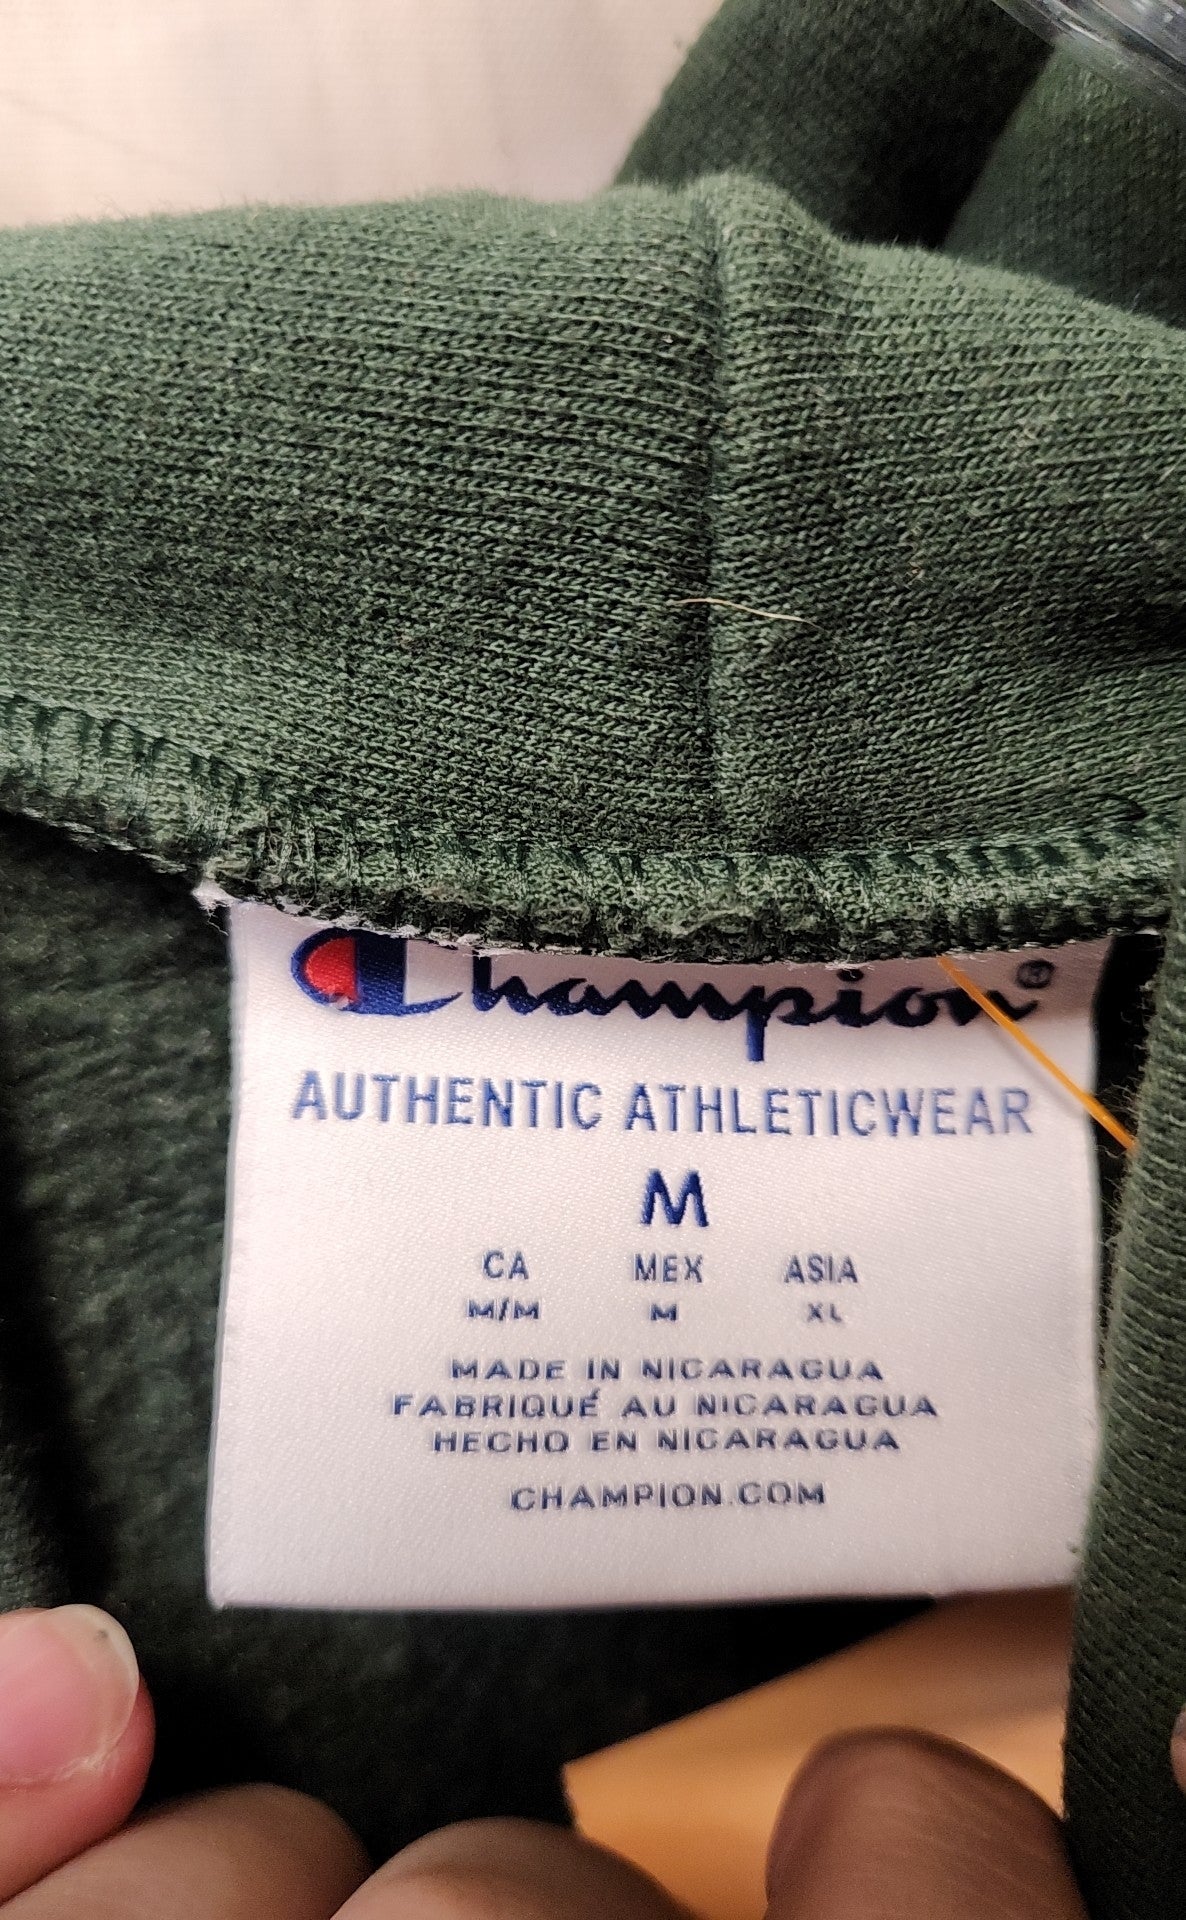 Champion®
AUTHENTIC ATHLETICWEAR
M
CA MEX ASIA
M/M M XL
MADE IN NICARAGUA
FABRIQUÉ AU NICARAGUA
HECHO EN NICARAGUA
CHAMPION.COM